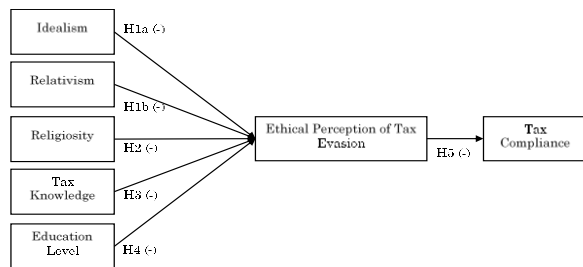 Idealism
H1a (-)
Relativism
H1b (-)
Religiosity
H2 (-)
Tax
Knowledge
H3 (-)
Education
Level
H4 (-)
Ethical Perception of Tax
Evasion
H5 (-)
Tax
Compliance